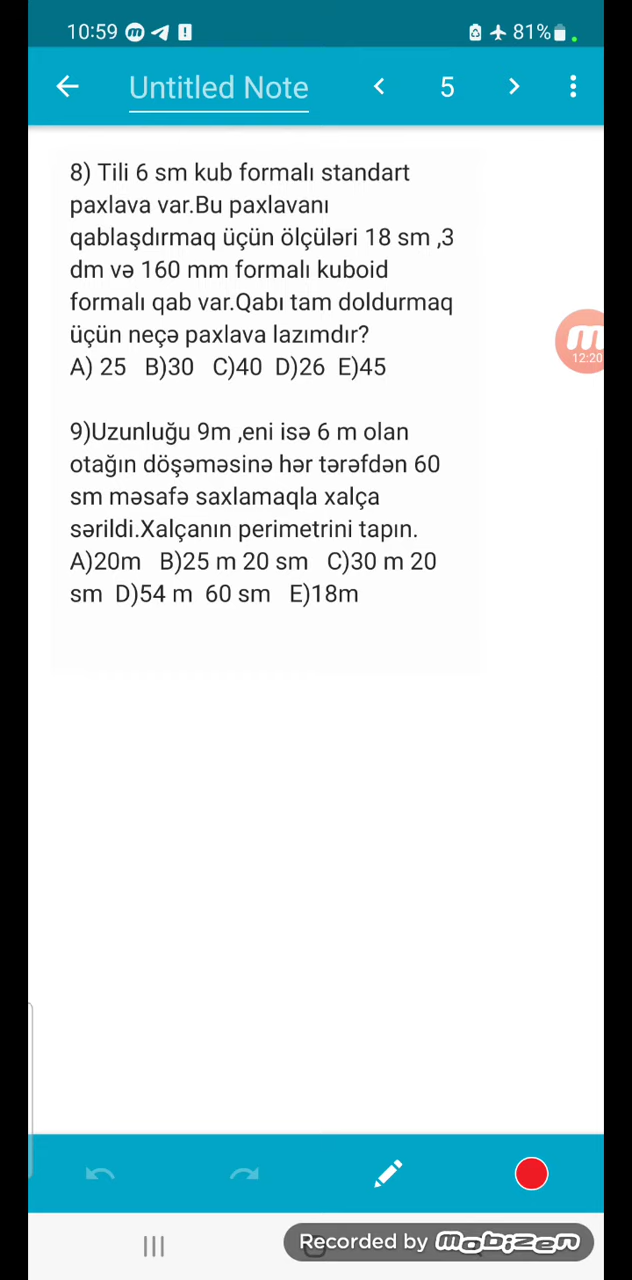 10:59 81%
Untitled Note < 5 >
8) Tili 6 sm kub formalı standart
paxlava var.Bu paxlavanı
qablaşdırmaq üçün ölçüləri 18 sm ,3
dm və 160 mm formalı kuboid
formalı qab var.Qabı tam doldurmaq
üçün neçə paxlava lazımdır?
A) 25 B)30 C)40 D)26 E)45
m
12:20
9)Uzunluğu 9m ,eni isə 6 m olan
otağın döşəməsinə hər tərəfdən 60
sm məsafə saxlamaqla xalça
sərildi.Xalçanın perimetrini tapın.
A)20m B)25 m 20 sm C)30 m 20
sm D)54 m 60 sm E)18m
Recorded by mobizen